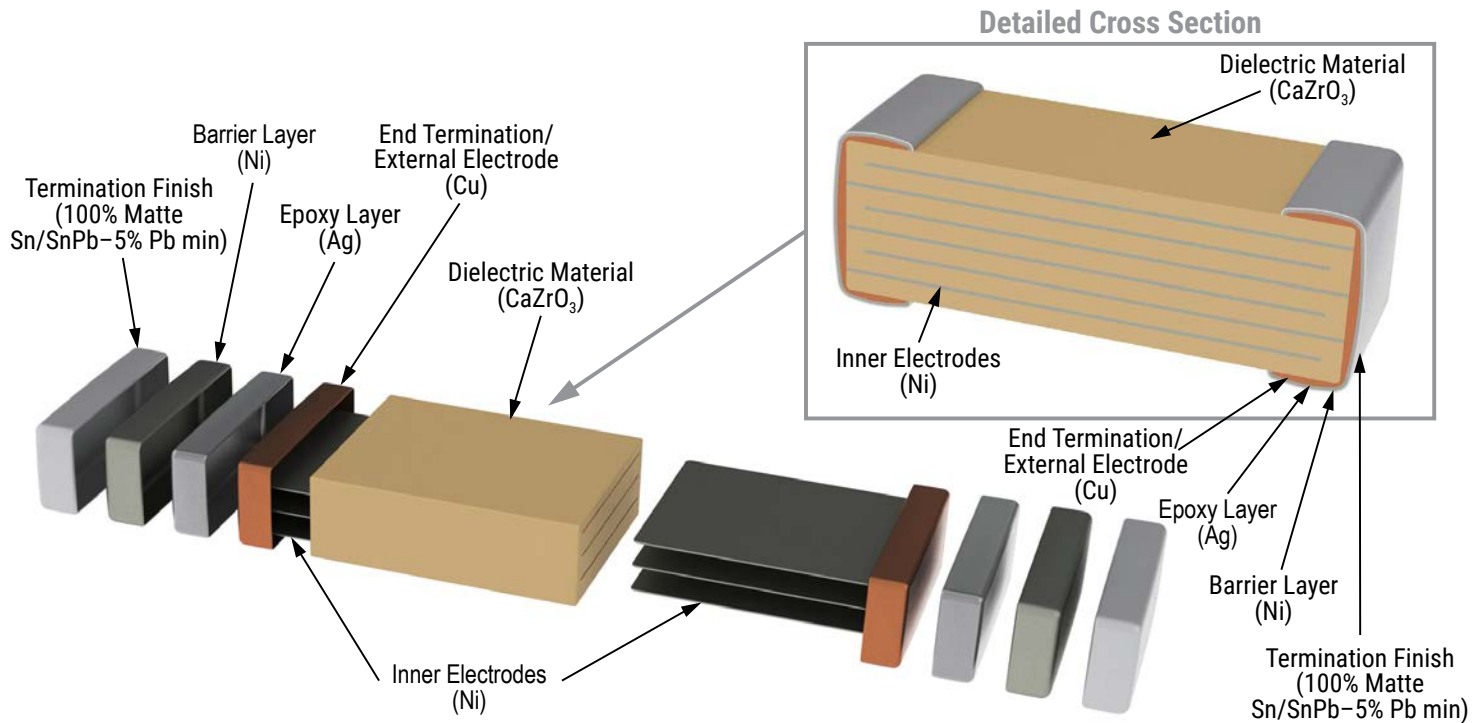 Detailed Cross Section
Dielectric Material
(CaZrO₃)
Inner Electrodes
(Ni)
End Termination/
External Electrode
(Cu)
Epoxy Layer
(Ag)
Barrier Layer
(Ni)
Termination Finish
(100% Matte
Sn/SnPb–5% Pb min)
Termination Finish
(100% Matte
Sn/SnPb–5% Pb min)
Barrier Layer
(Ni)
Epoxy Layer
(Ag)
End Termination/
External Electrode
(Cu)
Dielectric Material
(CaZrO₃)
Inner Electrodes
(Ni)